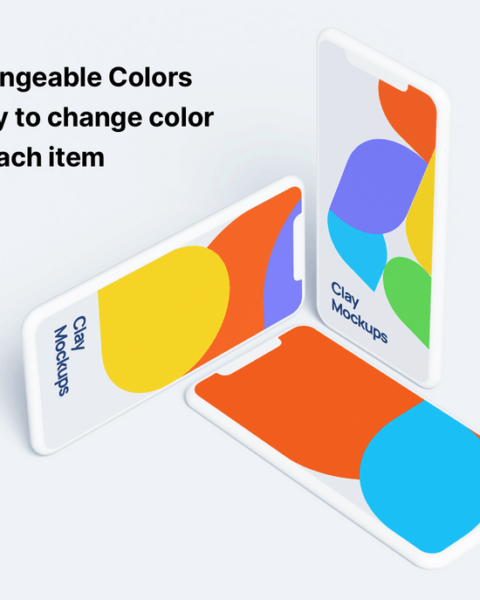 ngeable Colors
y to change color
ach item
Clay
Mockups
Clay
Mockups